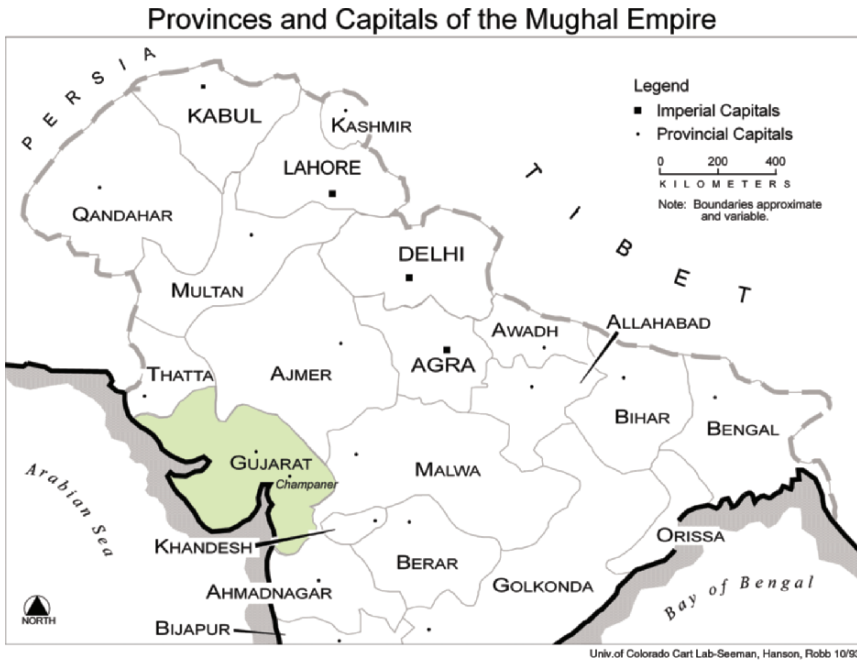 Provinces and Capitals of the Mughal Empire
PERSIA
KABUL
KASHMIR
Legend
Imperial Capitals
Provincial Capitals
0 200 400
KILOMETERS
Note: Boundaries approximate
and variable.
LAHORE
TIBET
QANDAHAR
DELHI
MULTAN
AWADH
ALLAHABAD
THATTA
AJMER
AGRA
BIHAR
BENGAL
GUJARAT
MALWA
Champaner
Arabian Sea
KHANDESH
BERAR
ORISSA
AHMADNAGAR
GOLKONDA
Bay of Bengal
NORTH
BIJAPUR
Univ.of Colorado Cart Lab-Seeman, Hanson, Robb 10/93